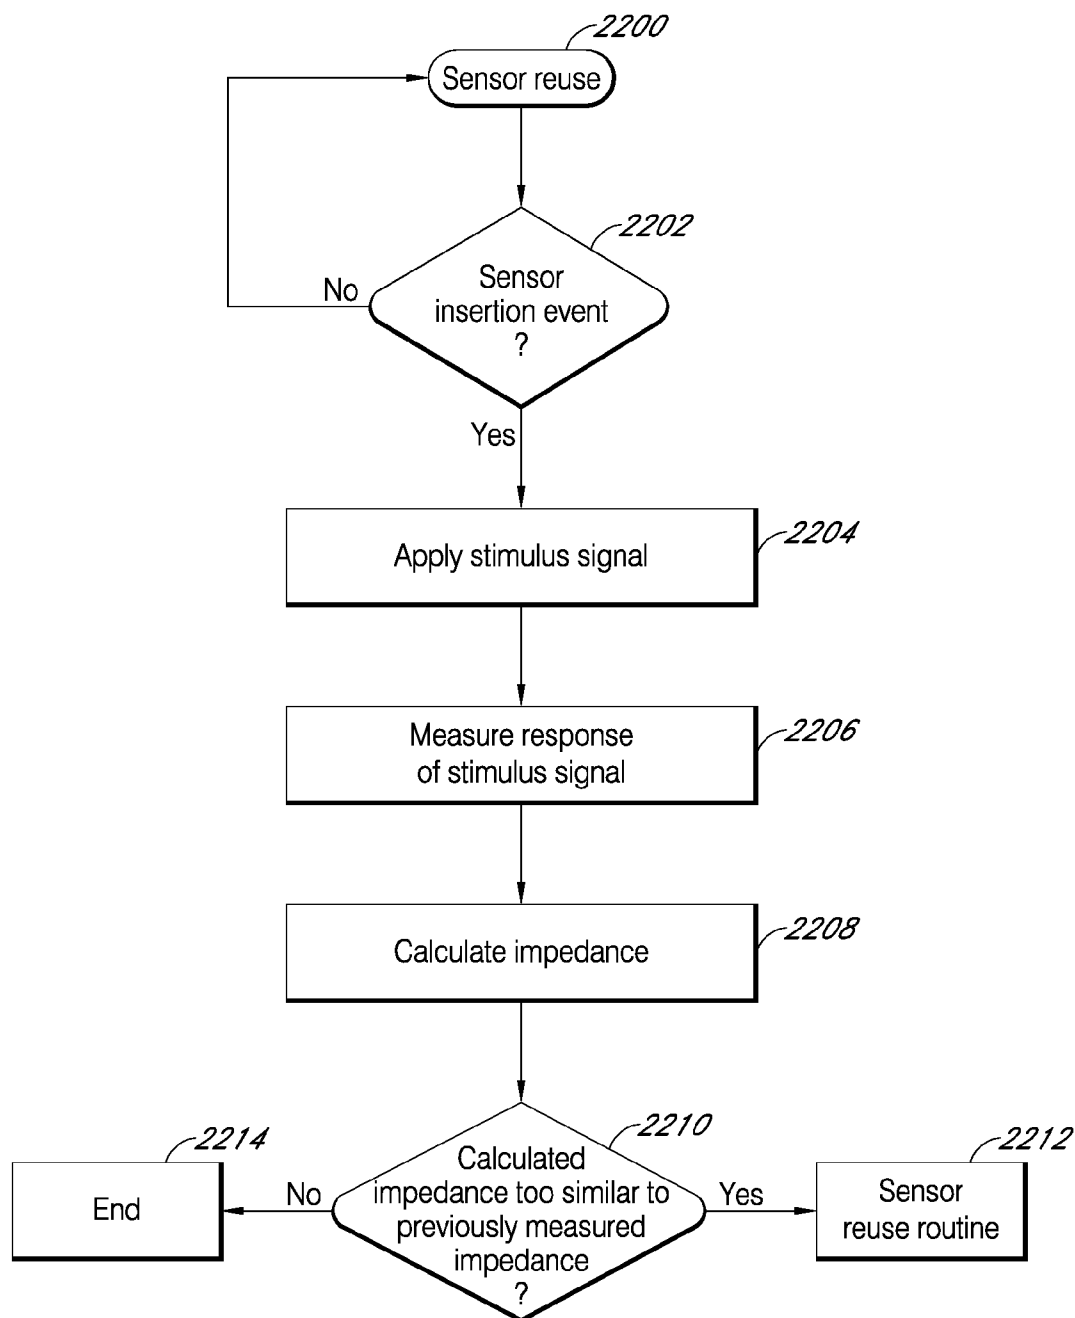 2200
Sensor reuse
2202
Sensor
insertion event
?
No
Yes
2204
Apply stimulus signal
2206
Measure response
of stimulus signal
2208
Calculate impedance
2210
Calculated
impedance too similar to
previously measured
impedance
?
No
2214
End
Yes
2212
Sensor
reuse routine